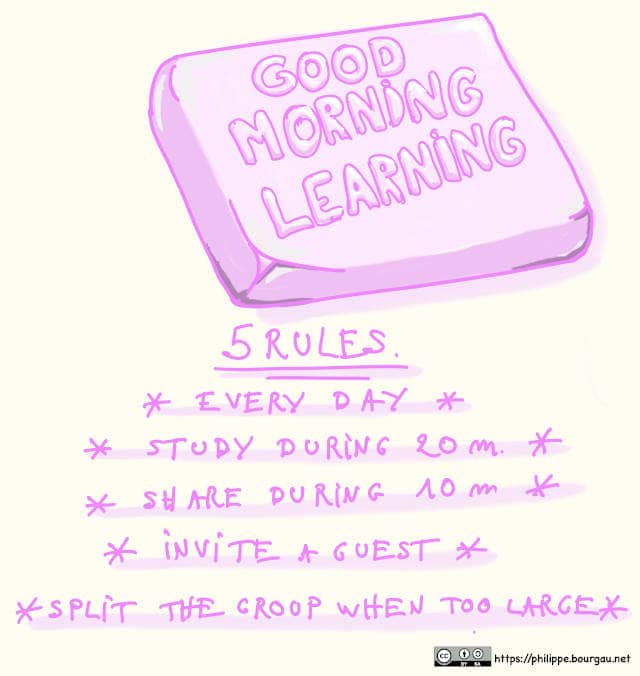 GOOD
MORNING
LEARNING
5 RULES.
* EVERY DAY *
* STUDY DURING 20 m. *
* SHARE DURING 10 m *
* INVITE A GUEST *
* SPLIT THE GROUP WHEN TOO LARGE *
cc BY SA https://philippe.bourgau.net